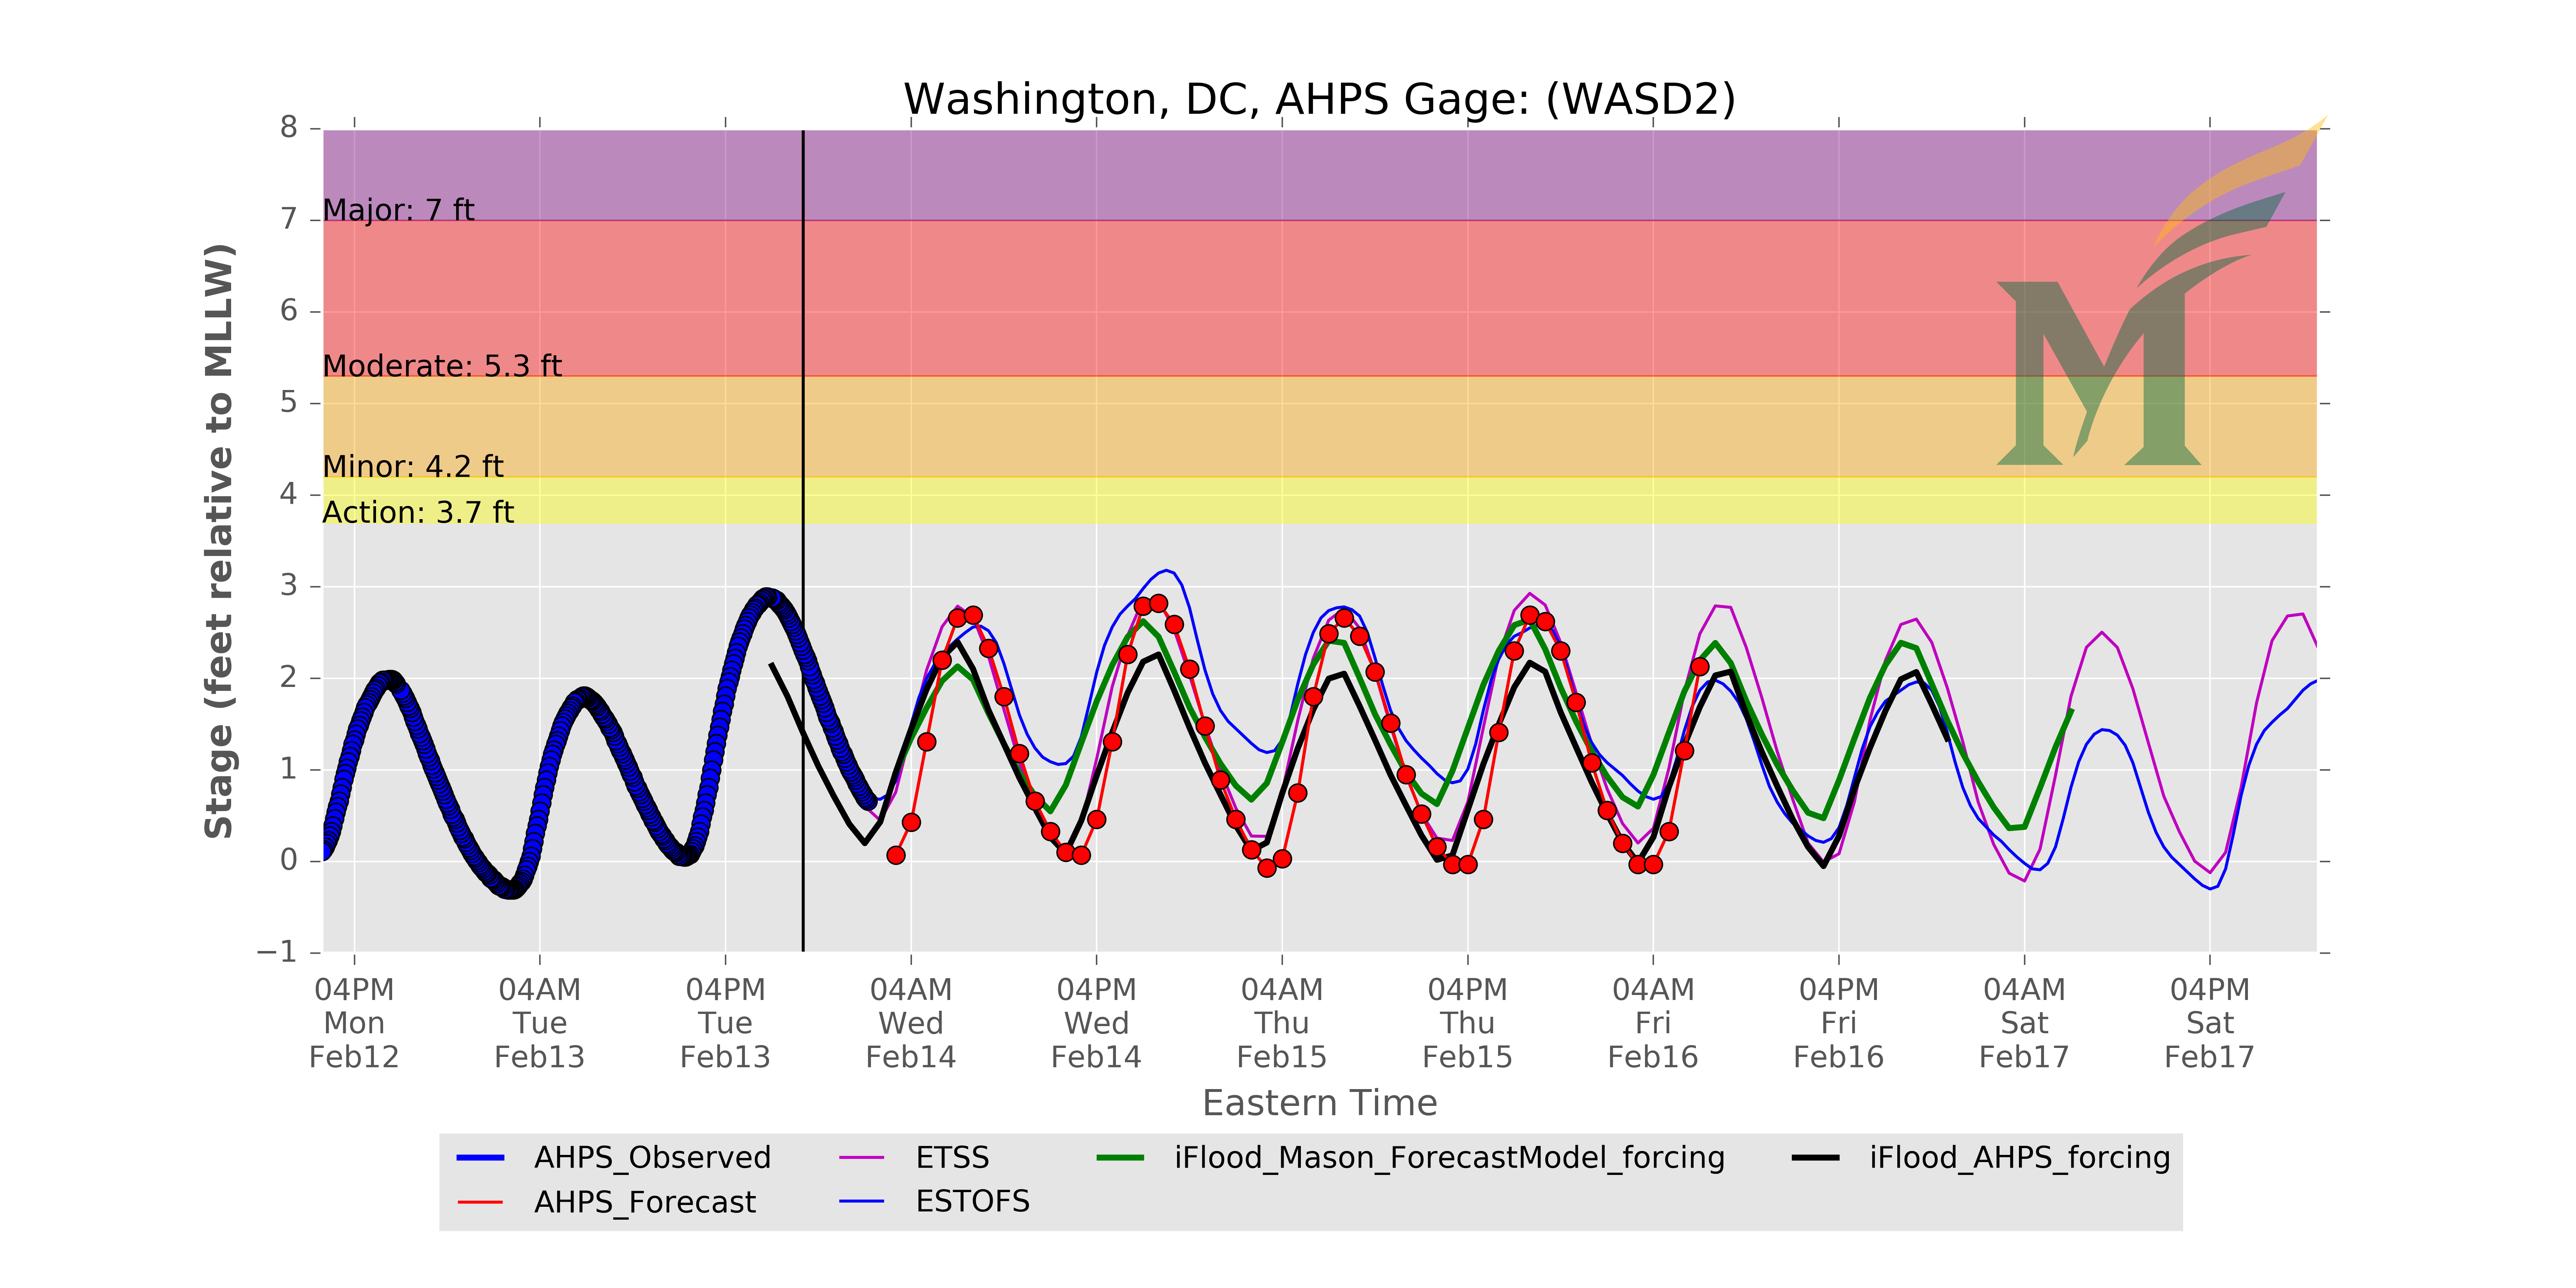 Washington, DC, AHPS Gage: (WASD2)
8
Major: 7 ft
7
6
Moderate: 5.3 ft
5
Minor: 4.2 ft
4
Action: 3.7 ft
3
2
1
0
−1
Stage (feet relative to MLLW)
M
04PM 04AM 04PM 04AM 04PM 04AM 04PM 04AM 04PM 04AM 04PM
Mon Tue Tue Wed Wed Thu Thu Fri Fri Sat Sat
Feb12 Feb13 Feb13 Feb14 Feb14 Feb15 Feb15 Feb16 Feb16 Feb17 Feb17
Eastern Time
AHPS_Observed ETSS iFlood_Mason_ForecastModel_forcing iFlood_AHPS_forcing
AHPS_Forecast ESTOFS